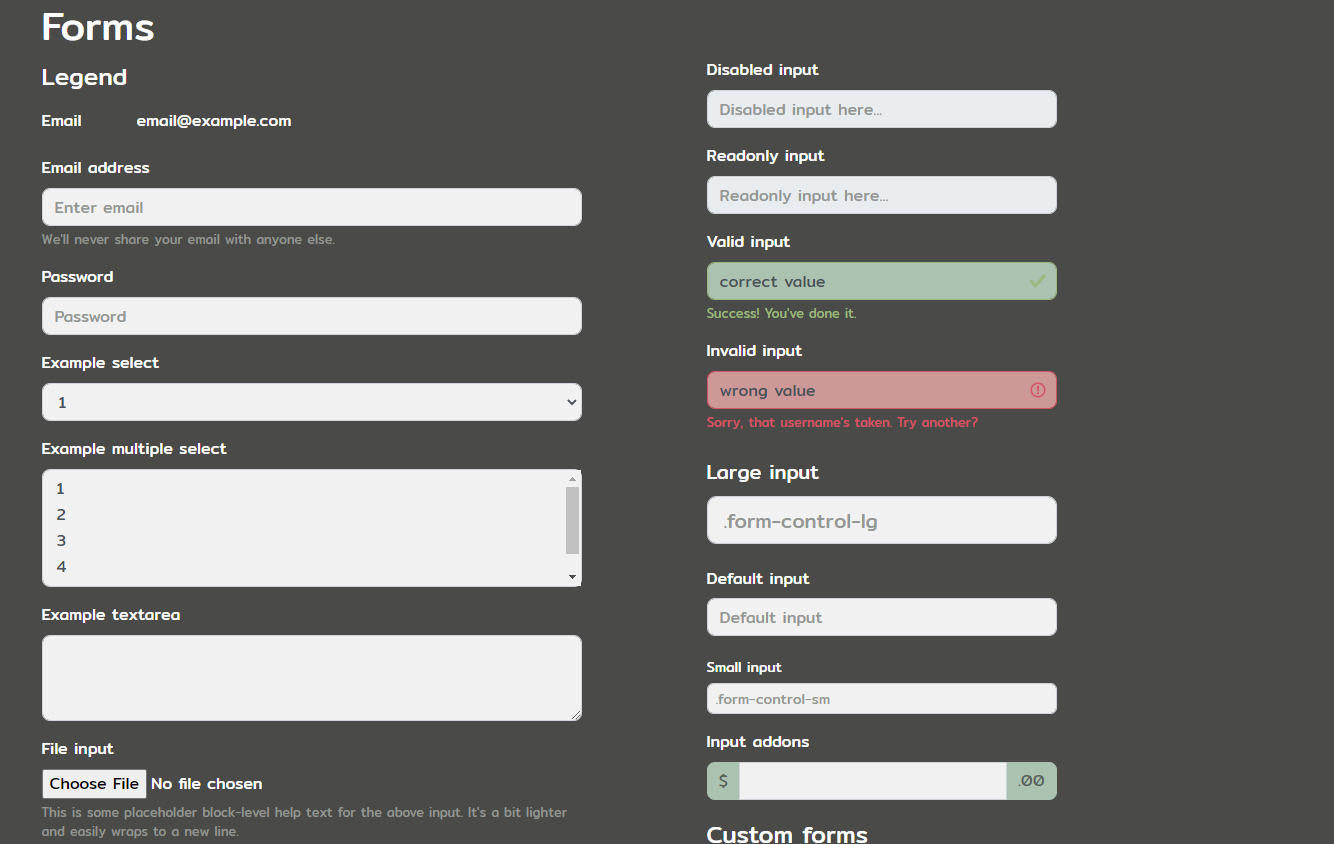 Forms
Legend
Email email@example.com
Email address
Enter email
We'll never share your email with anyone else.
Password
Password
Example select
1
Example multiple select
1
2
3
4
Example textarea
File input
Choose File No file chosen
This is some placeholder block-level help text for the above input. It's a bit lighter
and easily wraps to a new line.
Disabled input
Disabled input here...
Readonly input
Readonly input here...
Valid input
correct value
Success! You've done it.
Invalid input
wrong value
Sorry, that username's taken. Try another?
Large input
.form-control-lg
Default input
Default input
Small input
.form-control-sm
Input addons
$ .00
Custom forms